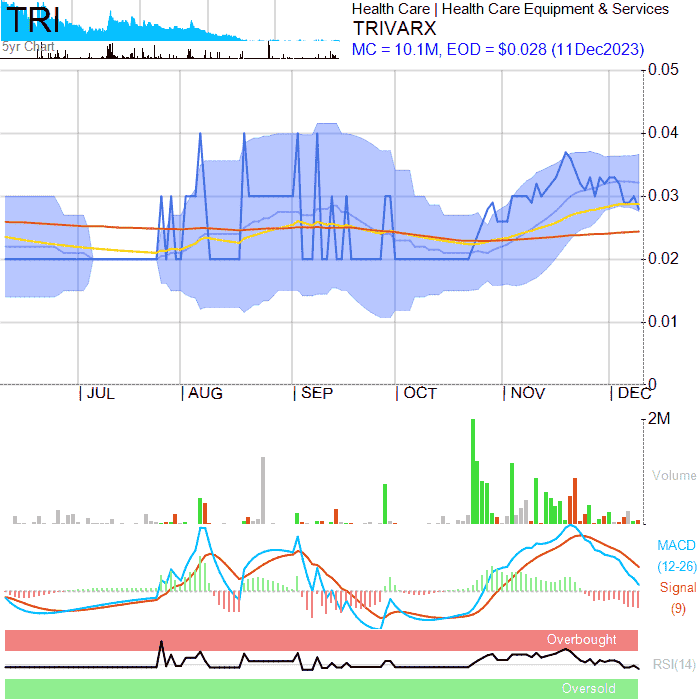 TRI
5yr Chart
Health Care | Health Care Equipment & Services
TRIVARX
MC = 10.1M, EOD = $0.028 (11Dec2023)
0.05
0.04
0.03
0.02
0.01
0
JUL
AUG
SEP
OCT
NOV
DEC
2M
Volume
MACD
(12-26)
Signal
(9)
Overbought
RSI(14)
Oversold